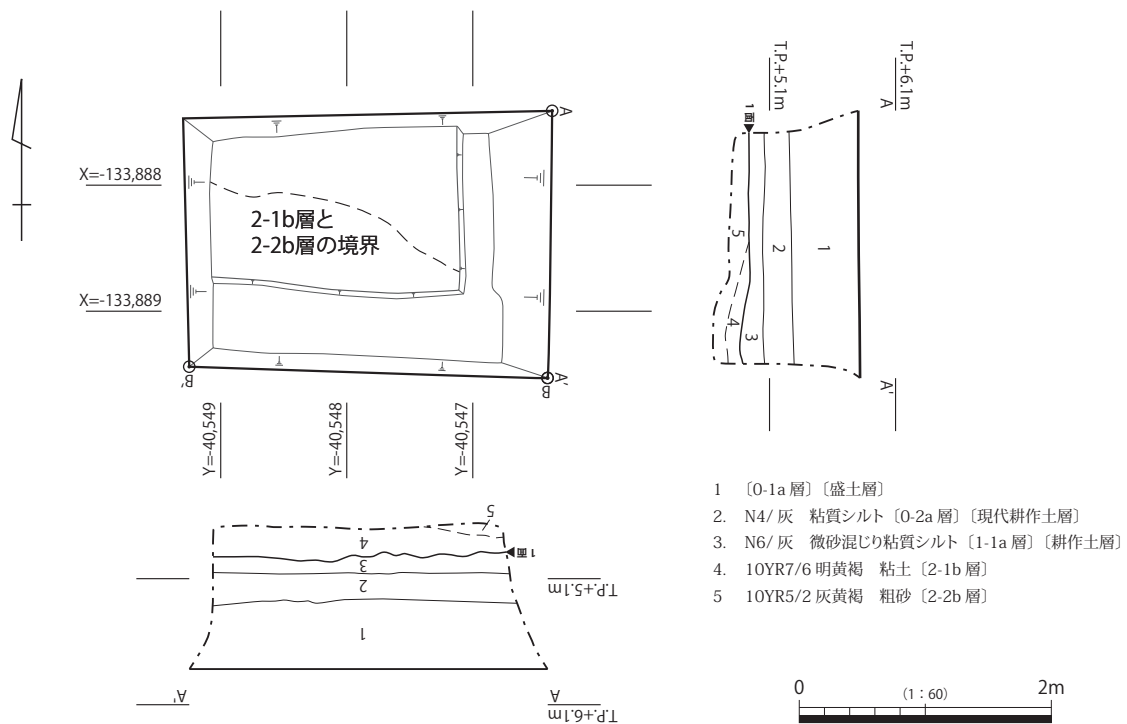 X=-133,888
X=-133,889
2-1b層と
2-2b層の境界
A
A'
B
B'
Y=-40,549
Y=-40,548
Y=-40,547
T.P.+5.1m
T.P.+6.1m
A
A'
1面
5
4
3
2
1
5
4
3
2
1
1面
T.P.+5.1m
A'
A
T.P.+6.1m
1 〔0-1a 層〕〔盛土層〕
2. N4/ 灰 粘質シルト〔0-2a 層〕〔現代耕作土層〕
3. N6/ 灰 微砂混じり粘質シルト〔1-1a 層〕〔耕作土層〕
4. 10YR7/6 明黄褐 粘土〔2-1b 層〕
5 10YR5/2 灰黄褐 粗砂〔2-2b 層〕
0
(1：60)
2m